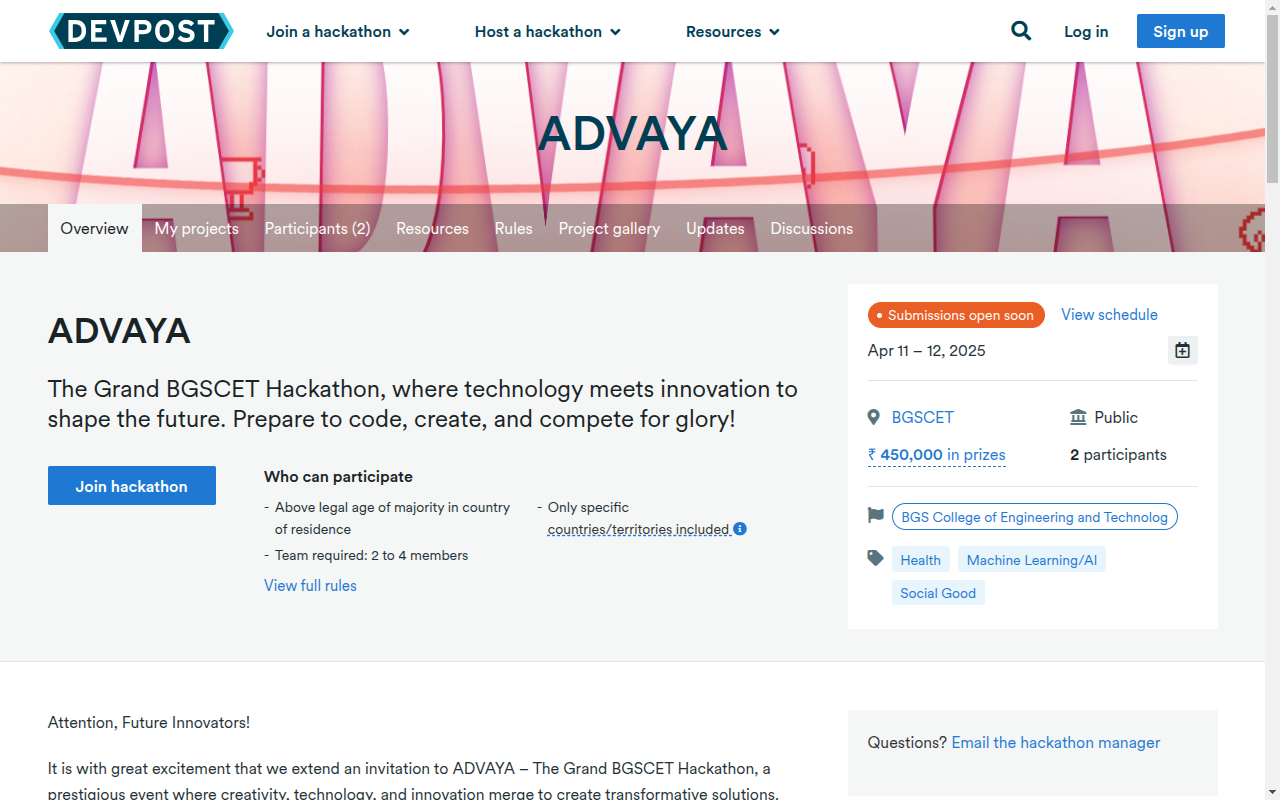 DEVPOST
Join a hackathon
Host a hackathon
Resources
Log in
Sign up
ADVAYA
ADVAYA
Overview
My projects
Participants (2)
Resources
Rules
Project gallery
Updates
Discussions
ADVAYA
The Grand BGSCET Hackathon, where technology meets innovation to
shape the future. Prepare to code, create, and compete for glory!
Join hackathon
Who can participate
- Above legal age of majority in country
of residence
- Team required: 2 to 4 members
- Only specific
countries/territories included
View full rules
Submissions open soon
View schedule
Apr 11 – 12, 2025
BGSCET
Public
₹ 450,000 in prizes
2 participants
BGS College of Engineering and Technolog
Health
Machine Learning/AI
Social Good
Attention, Future Innovators!
It is with great excitement that we extend an invitation to ADVAYA – The Grand BGSCET Hackathon, a
prestigious event where creativity, technology, and innovation merge to create transformative solutions.
Questions? Email the hackathon manager